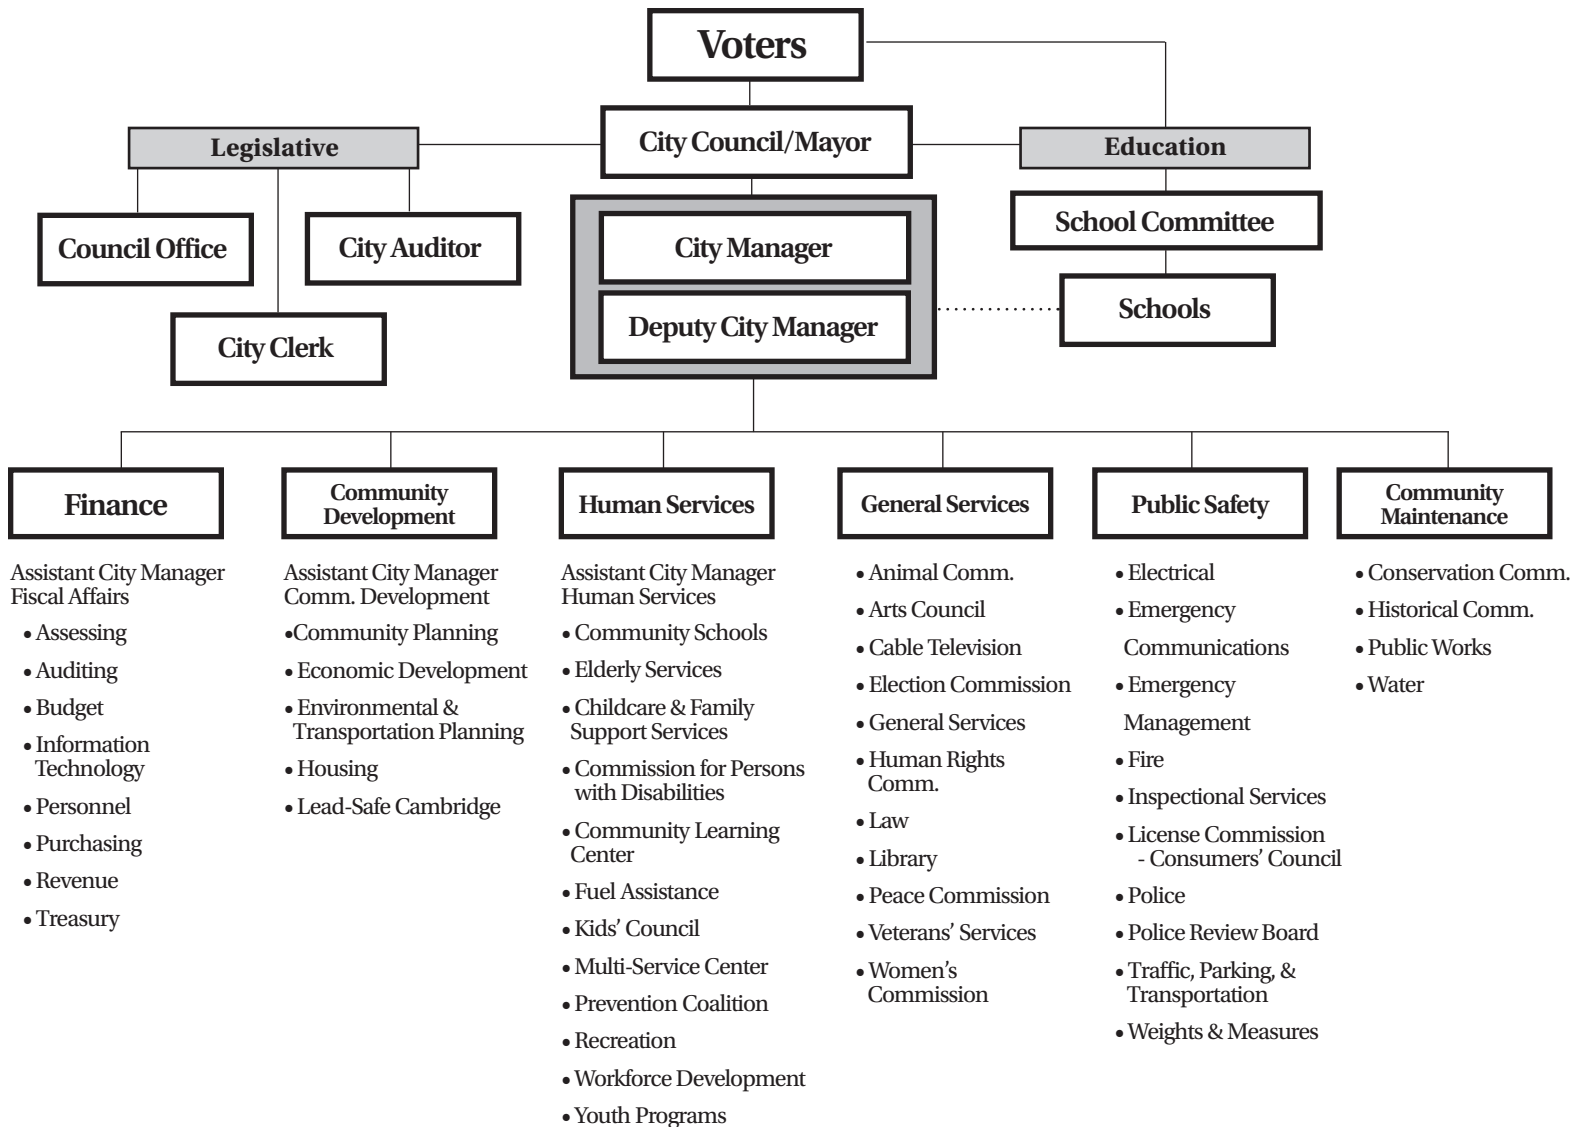 Voters
City Council/Mayor
Legislative
Education
Council Office
City Auditor
City Clerk
City Manager
Deputy City Manager
School Committee
Schools
Finance
Assistant City Manager
Fiscal Affairs
• Assessing
• Auditing
• Budget
• Information
Technology
• Personnel
• Purchasing
• Revenue
• Treasury
Community
Development
Assistant City Manager
Comm. Development
•Community Planning
• Economic Development
• Environmental &
Transportation Planning
• Housing
• Lead-Safe Cambridge
Human Services
Assistant City Manager
Human Services
• Community Schools
• Elderly Services
• Childcare & Family
Support Services
• Commission for Persons
with Disabilities
• Community Learning
Center
• Fuel Assistance
• Kids’ Council
• Multi-Service Center
• Prevention Coalition
• Recreation
• Workforce Development
• Youth Programs
General Services
• Animal Comm.
• Arts Council
• Cable Television
• Election Commission
• General Services
• Human Rights
Comm.
• Law
• Library
• Peace Commission
• Veterans’ Services
• Women’s
Commission
Public Safety
• Electrical
• Emergency
Communications
• Emergency
Management
• Fire
• Inspectional Services
• License Commission
- Consumers’ Council
• Police
• Police Review Board
• Traffic, Parking, &
Transportation
• Weights & Measures
Community
Maintenance
• Conservation Comm.
• Historical Comm.
• Public Works
• Water